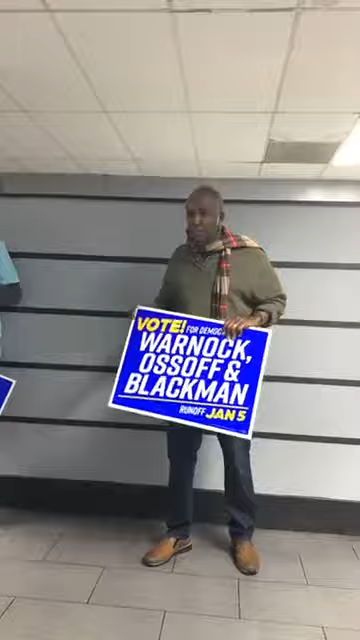 VOTE! FOR DEMOC
WARNOCK,
OSSOFF &
BLACKMAN
RUNOFF JAN 5